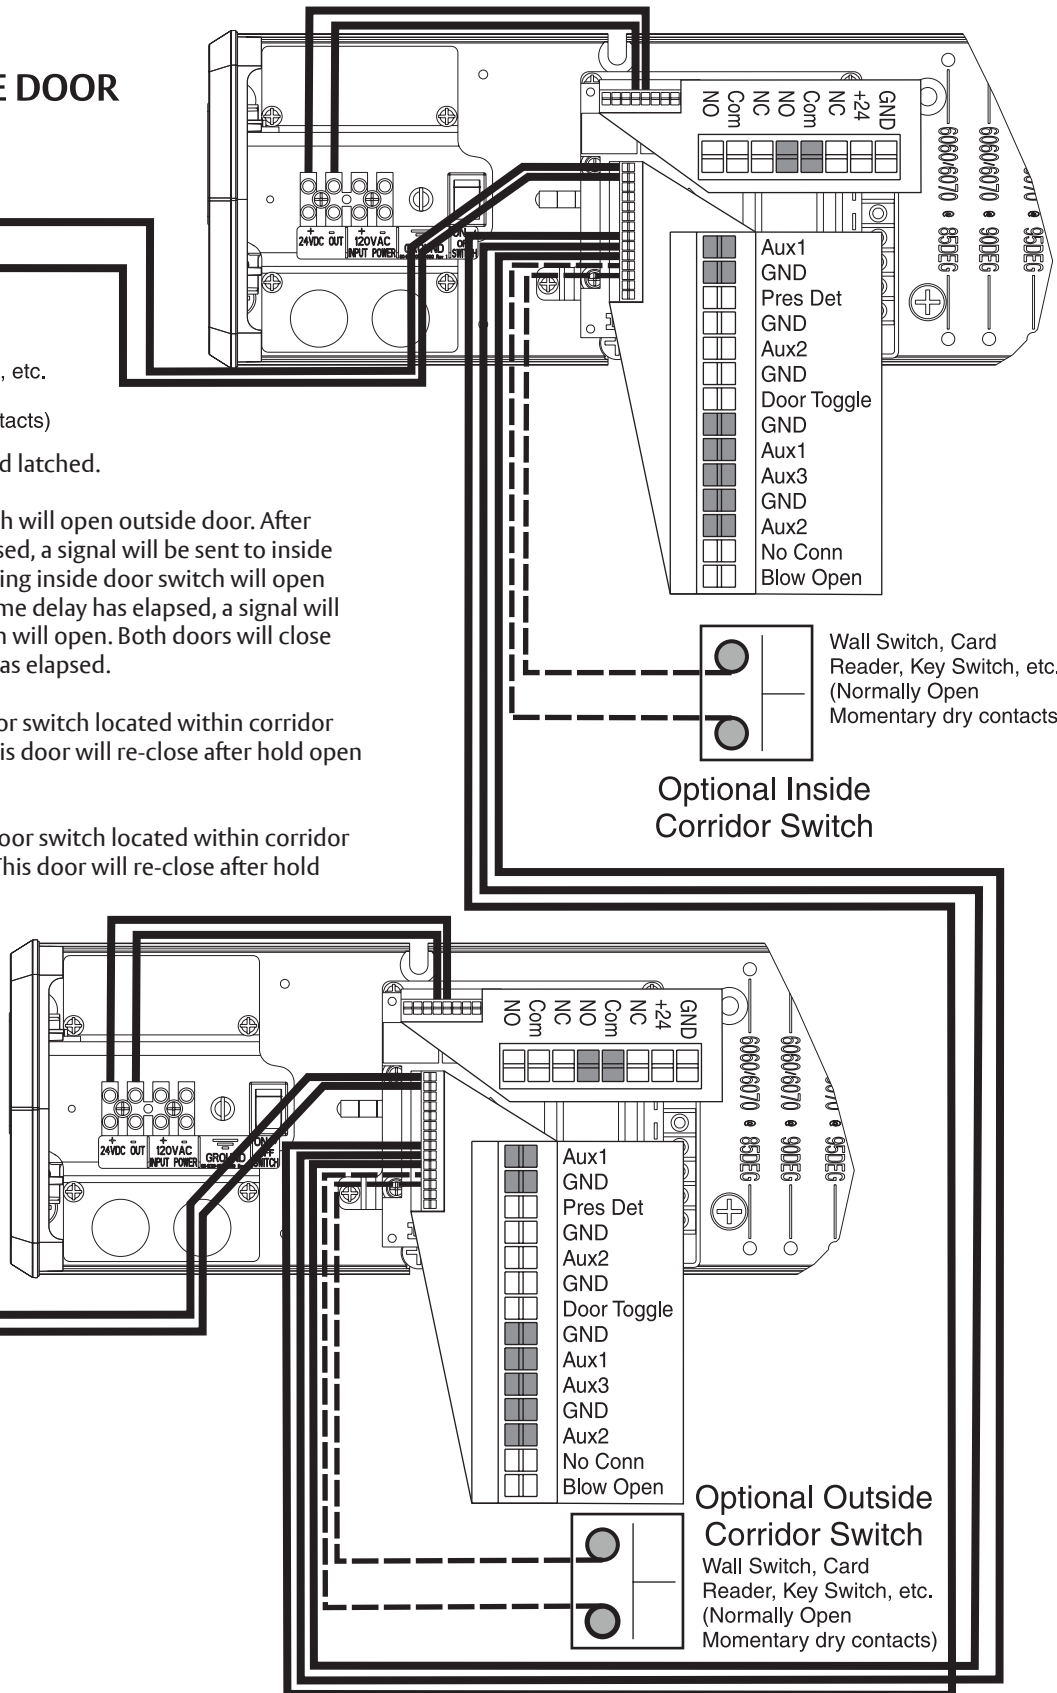 E DOOR
NO
Com
NC
NO
Com
NC
+24
GND
6060/6070 85DEG
6060/6070 90DEG
6060/6070 95DEG
+ -
24VDC OUT
+ -
120VAC
INPUT POWER
GROUND
SWITCH
Aux1
GND
Pres Det
GND
Aux2
GND
Door Toggle
GND
Aux1
Aux3
GND
Aux2
No Conn
Blow Open
, etc.
tacts)
d latched.
h will open outside door. After
sed, a signal will be sent to inside
ing inside door switch will open
me delay has elapsed, a signal will
n will open. Both doors will close
as elapsed.
or switch located within corridor
is door will re-close after hold open
oor switch located within corridor
This door will re-close after hold
Wall Switch, Card
Reader, Key Switch, etc.
(Normally Open
Momentary dry contacts
Optional Inside
Corridor Switch
NO
Com
NC
NO
Com
NC
+24
GND
6060/6070 85DEG
6060/6070 90DEG
6070 95DEG
+ -
24VDC OUT
+ -
120VAC
INPUT POWER
GROUND
SWITCH
Aux1
GND
Pres Det
GND
Aux2
GND
Door Toggle
GND
Aux1
Aux3
GND
Aux2
No Conn
Blow Open
Optional Outside
Corridor Switch
Wall Switch, Card
Reader, Key Switch, etc.
(Normally Open
Momentary dry contacts)